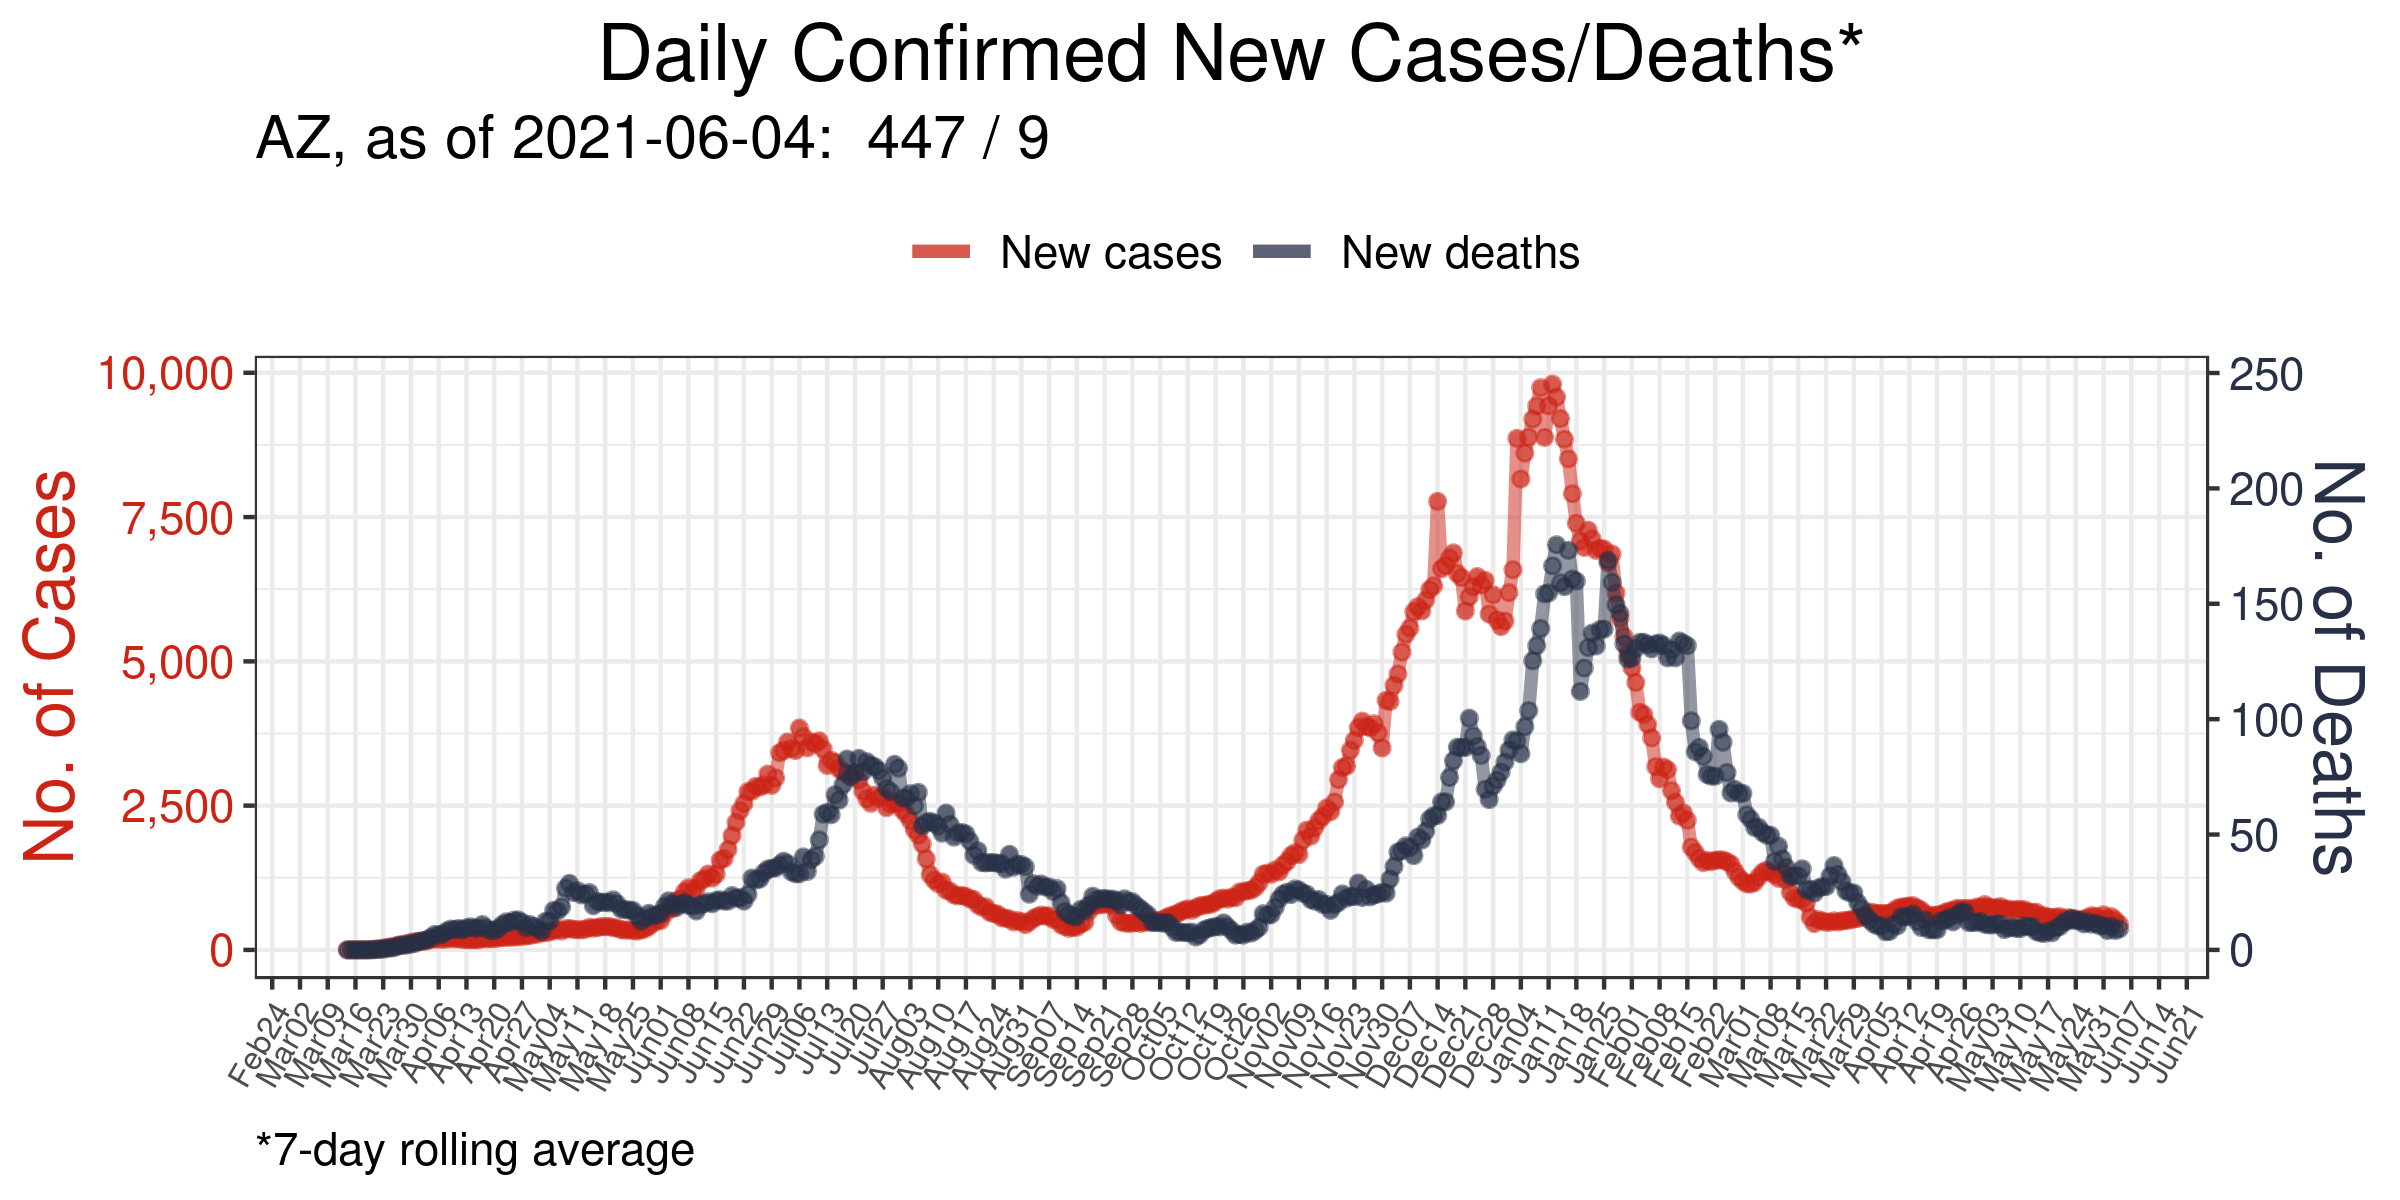 Daily Confirmed New Cases/Deaths*
AZ, as of 2021-06-04:  447 / 9
New cases
New deaths
No. of Cases
10,000
7,500
5,000
2,500
0
250
200
150
100
50
0
No. of Deaths
Feb24
Mar02
Mar09
Mar16
Mar23
Mar30
Apr06
Apr13
Apr20
Apr27
May04
May11
May18
May25
Jun01
Jun08
Jun15
Jun22
Jun29
Jul06
Jul13
Jul20
Jul27
Aug03
Aug10
Aug17
Aug24
Aug31
Sep07
Sep14
Sep21
Sep28
Oct05
Oct12
Oct19
Oct26
Nov02
Nov09
Nov16
Nov23
Nov30
Dec07
Dec14
Dec21
Dec28
Jan04
Jan11
Jan18
Jan25
Feb01
Feb08
Feb15
Feb22
Mar01
Mar08
Mar15
Mar22
Mar29
Apr05
Apr12
Apr19
Apr26
May03
May10
May17
May24
May31
Jun07
Jun14
Jun21
*7-day rolling average